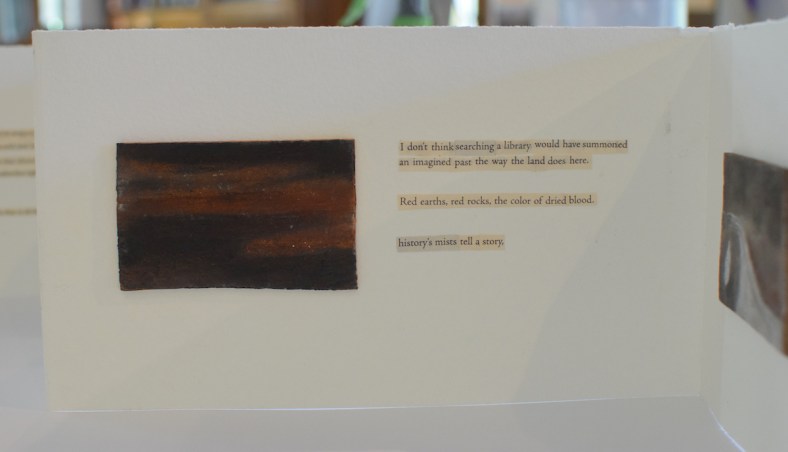 I don't think searching a library would have summoned
an imagined past the way the land does here.
Red earths, red rocks, the color of dried blood.
history's mists tell a story.